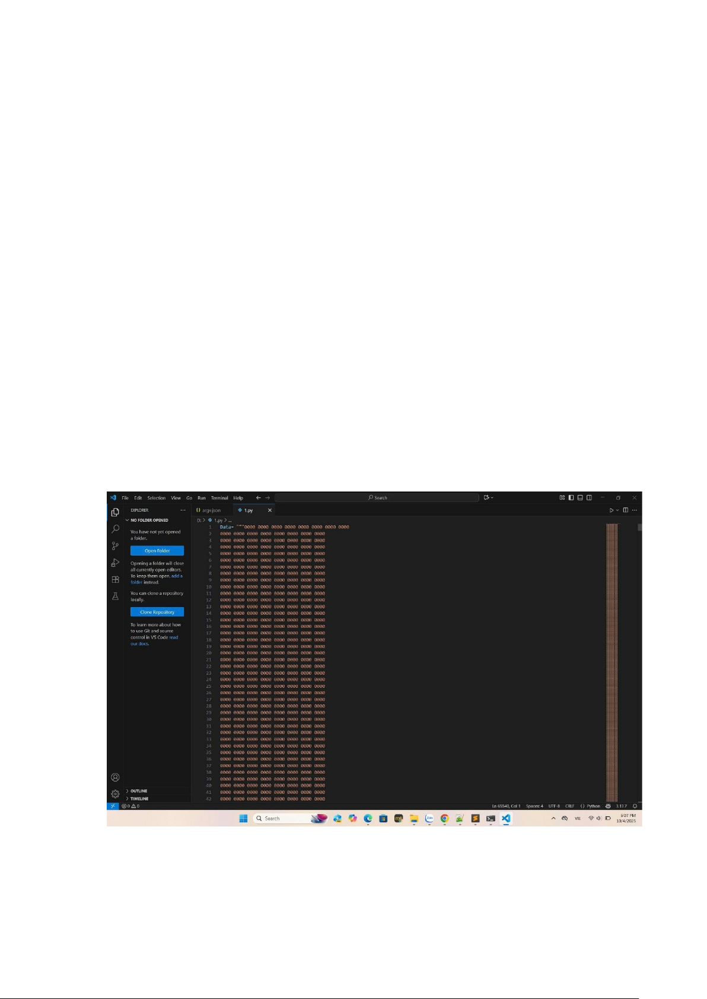 File Edit Selection View Go Run Terminal Help Search
EXPLORER
argv.json
1.py
NO FOLDER OPENED
D: > 1.py > ...
You have not yet opened
a folder.
Open Folder
Opening a folder will close
all currently open editors.
To keep them open, add a
folder instead.
You can clone a repository
locally.
Clone Repository
To learn more about how
to use Git and source
control in VS Code read
our docs.
OUTLINE
TIMELINE
1 Data= """0000 0000 0000 0000 0000 0000 0000 0000
2 0000 0000 0000 0000 0000 0000 0000 0000
3 0000 0000 0000 0000 0000 0000 0000 0000
4 0000 0000 0000 0000 0000 0000 0000 0000
5 0000 0000 0000 0000 0000 0000 0000 0000
6 0000 0000 0000 0000 0000 0000 0000 0000
7 0000 0000 0000 0000 0000 0000 0000 0000
8 0000 0000 0000 0000 0000 0000 0000 0000
9 0000 0000 0000 0000 0000 0000 0000 0000
10 0000 0000 0000 0000 0000 0000 0000 0000
11 0000 0000 0000 0000 0000 0000 0000 0000
12 0000 0000 0000 0000 0000 0000 0000 0000
13 0000 0000 0000 0000 0000 0000 0000 0000
14 0000 0000 0000 0000 0000 0000 0000 0000
15 0000 0000 0000 0000 0000 0000 0000 0000
16 0000 0000 0000 0000 0000 0000 0000 0000
17 0000 0000 0000 0000 0000 0000 0000 0000
18 0000 0000 0000 0000 0000 0000 0000 0000
19 0000 0000 0000 0000 0000 0000 0000 0000
20 0000 0000 0000 0000 0000 0000 0000 0000
21 0000 0000 0000 0000 0000 0000 0000 0000
22 0000 0000 0000 0000 0000 0000 0000 0000
23 0000 0000 0000 0000 0000 0000 0000 0000
24 0000 0000 0000 0000 0000 0000 0000 0000
25 0000 0000 0000 0000 0000 0000 0000 0000
26 0000 0000 0000 0000 0000 0000 0000 0000
27 0000 0000 0000 0000 0000 0000 0000 0000
28 0000 0000 0000 0000 0000 0000 0000 0000
29 0000 0000 0000 0000 0000 0000 0000 0000
30 0000 0000 0000 0000 0000 0000 0000 0000
31 0000 0000 0000 0000 0000 0000 0000 0000
32 0000 0000 0000 0000 0000 0000 0000 0000
33 0000 0000 0000 0000 0000 0000 0000 0000
34 0000 0000 0000 0000 0000 0000 0000 0000
35 0000 0000 0000 0000 0000 0000 0000 0000
36 0000 0000 0000 0000 0000 0000 0000 0000
37 0000 0000 0000 0000 0000 0000 0000 0000
38 0000 0000 0000 0000 0000 0000 0000 0000
39 0000 0000 0000 0000 0000 0000 0000 0000
40 0000 0000 0000 0000 0000 0000 0000 0000
41 0000 0000 0000 0000 0000 0000 0000 0000
42 0000 0000 0000 0000 0000 0000 0000 0000
0 0 Ln 65540, Col 1 Spaces: 4 UTF-8 CRLF {} Python 3.13.7
Search VIE 6:07 PM
10/4/2025